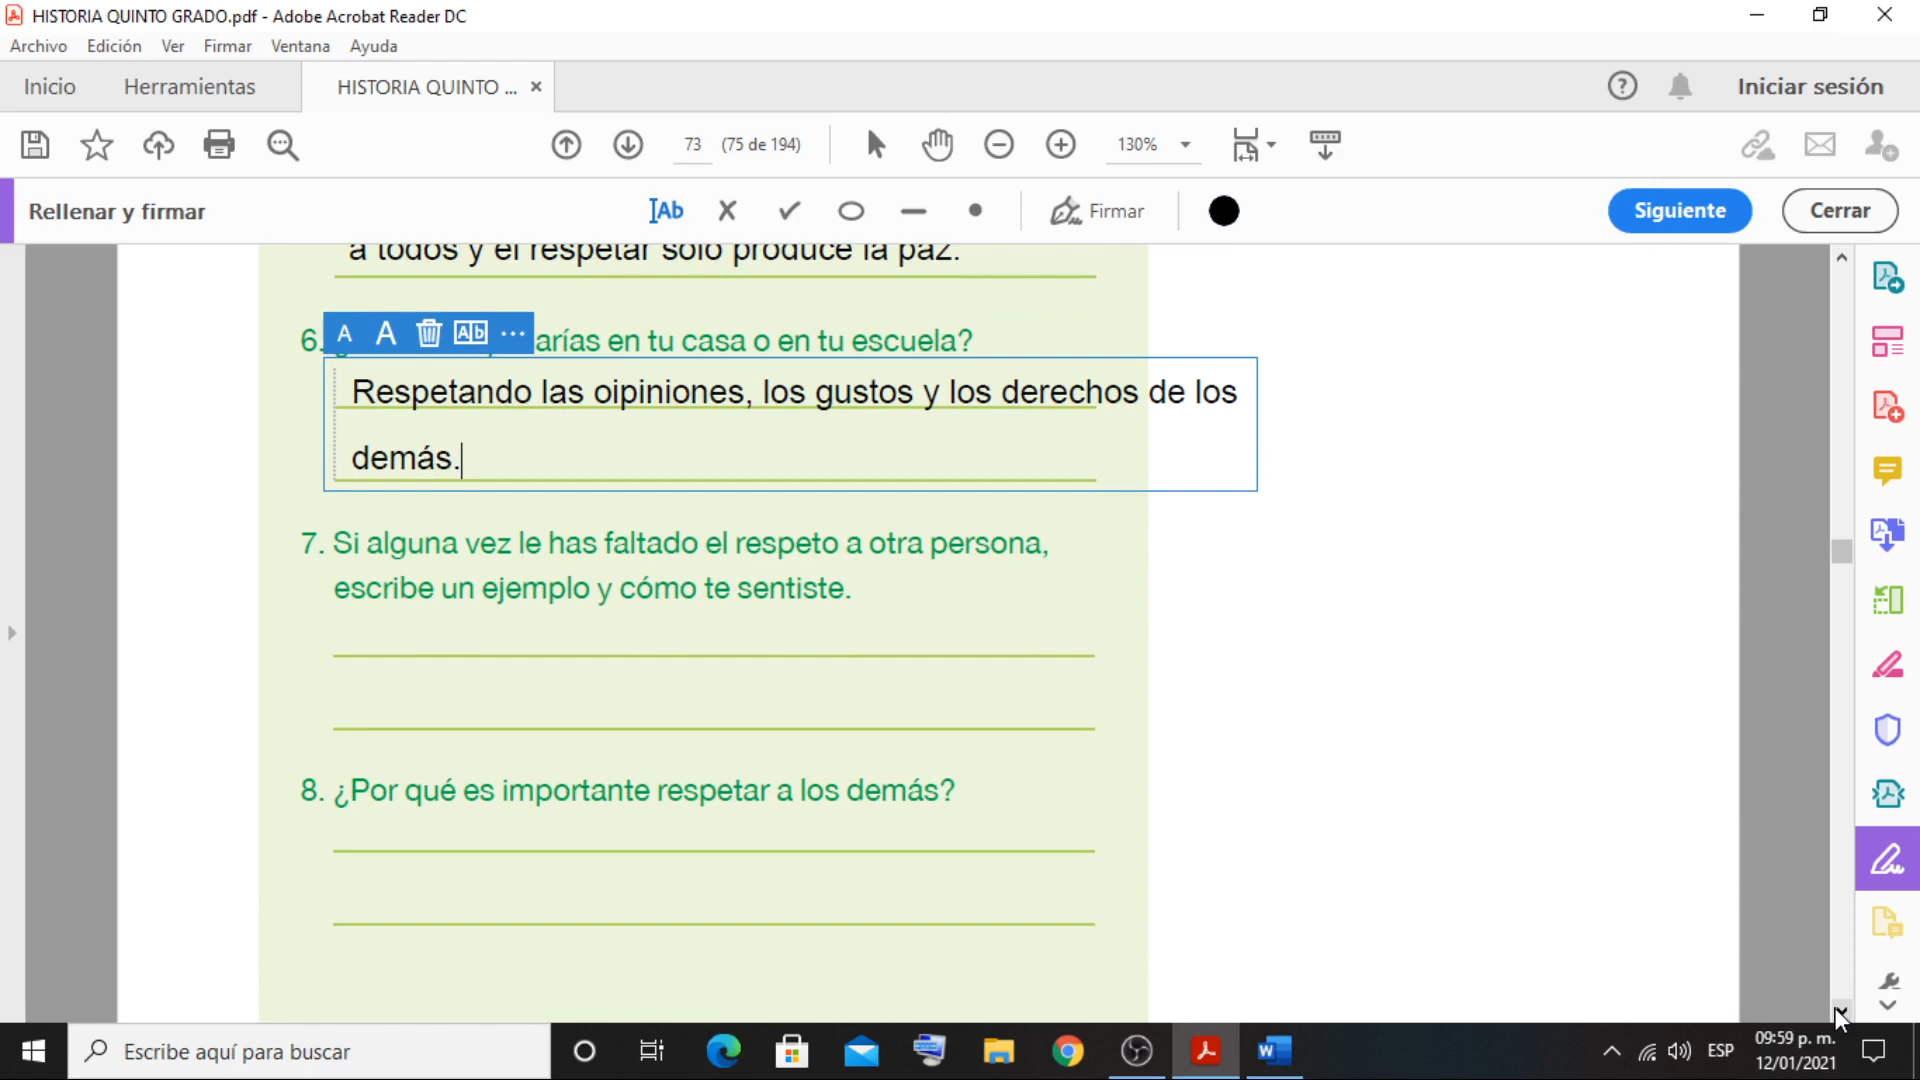 HISTORIA QUINTO GRADO.pdf - Adobe Acrobat Reader DC
Archivo Edición Ver Firmar Ventana Ayuda
Inicio Herramientas HISTORIA QUINTO ... × Iniciar sesión
73 (75 de 194) 130%
Rellenar y firmar Ab Firmar Siguiente Cerrar
a todos y el respetar solo produce la paz.
A A Ab ...
6. arías en tu casa o en tu escuela?
Respetando las oipiniones, los gustos y los derechos de los
demás.
7. Si alguna vez le has faltado el respeto a otra persona,
escribe un ejemplo y cómo te sentiste.
8. ¿Por qué es importante respetar a los demás?
Escribe aquí para buscar
ESP
09:59 p. m.
12/01/2021